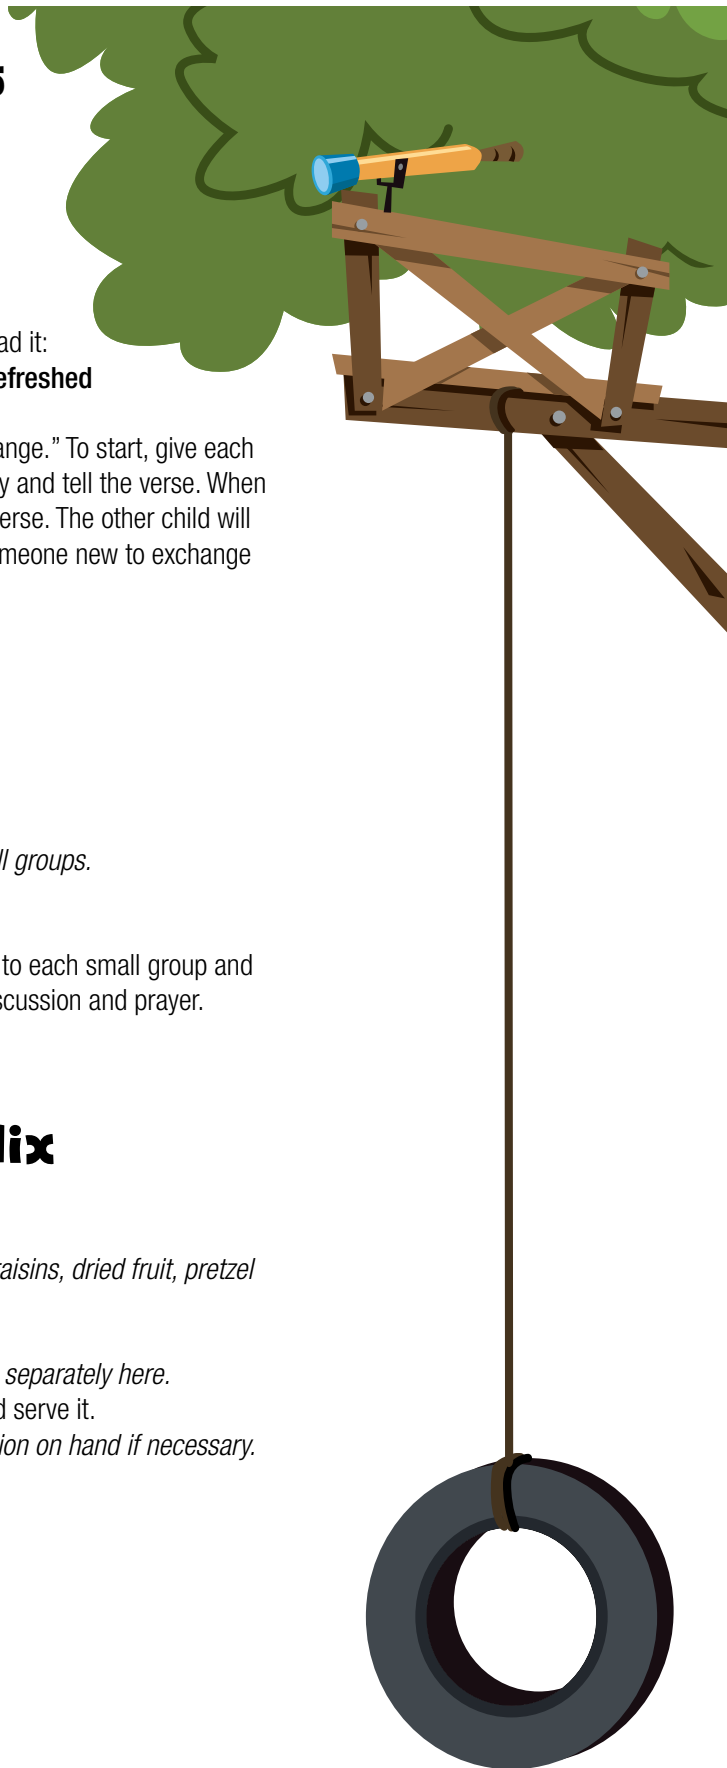 5
ad it:
efreshed
ange.” To start, give each
y and tell the verse. When
erse. The other child will
meone new to exchange
ll groups.
to each small group and
scussion and prayer.
lix
aisins, dried fruit, pretzel
separately here.
d serve it.
ion on hand if necessary.